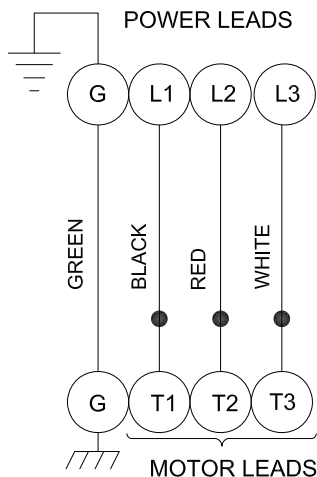 POWER LEADS
G L1 L2 L3
GREEN
BLACK
RED
WHITE
G T1 T2 T3
MOTOR LEADS